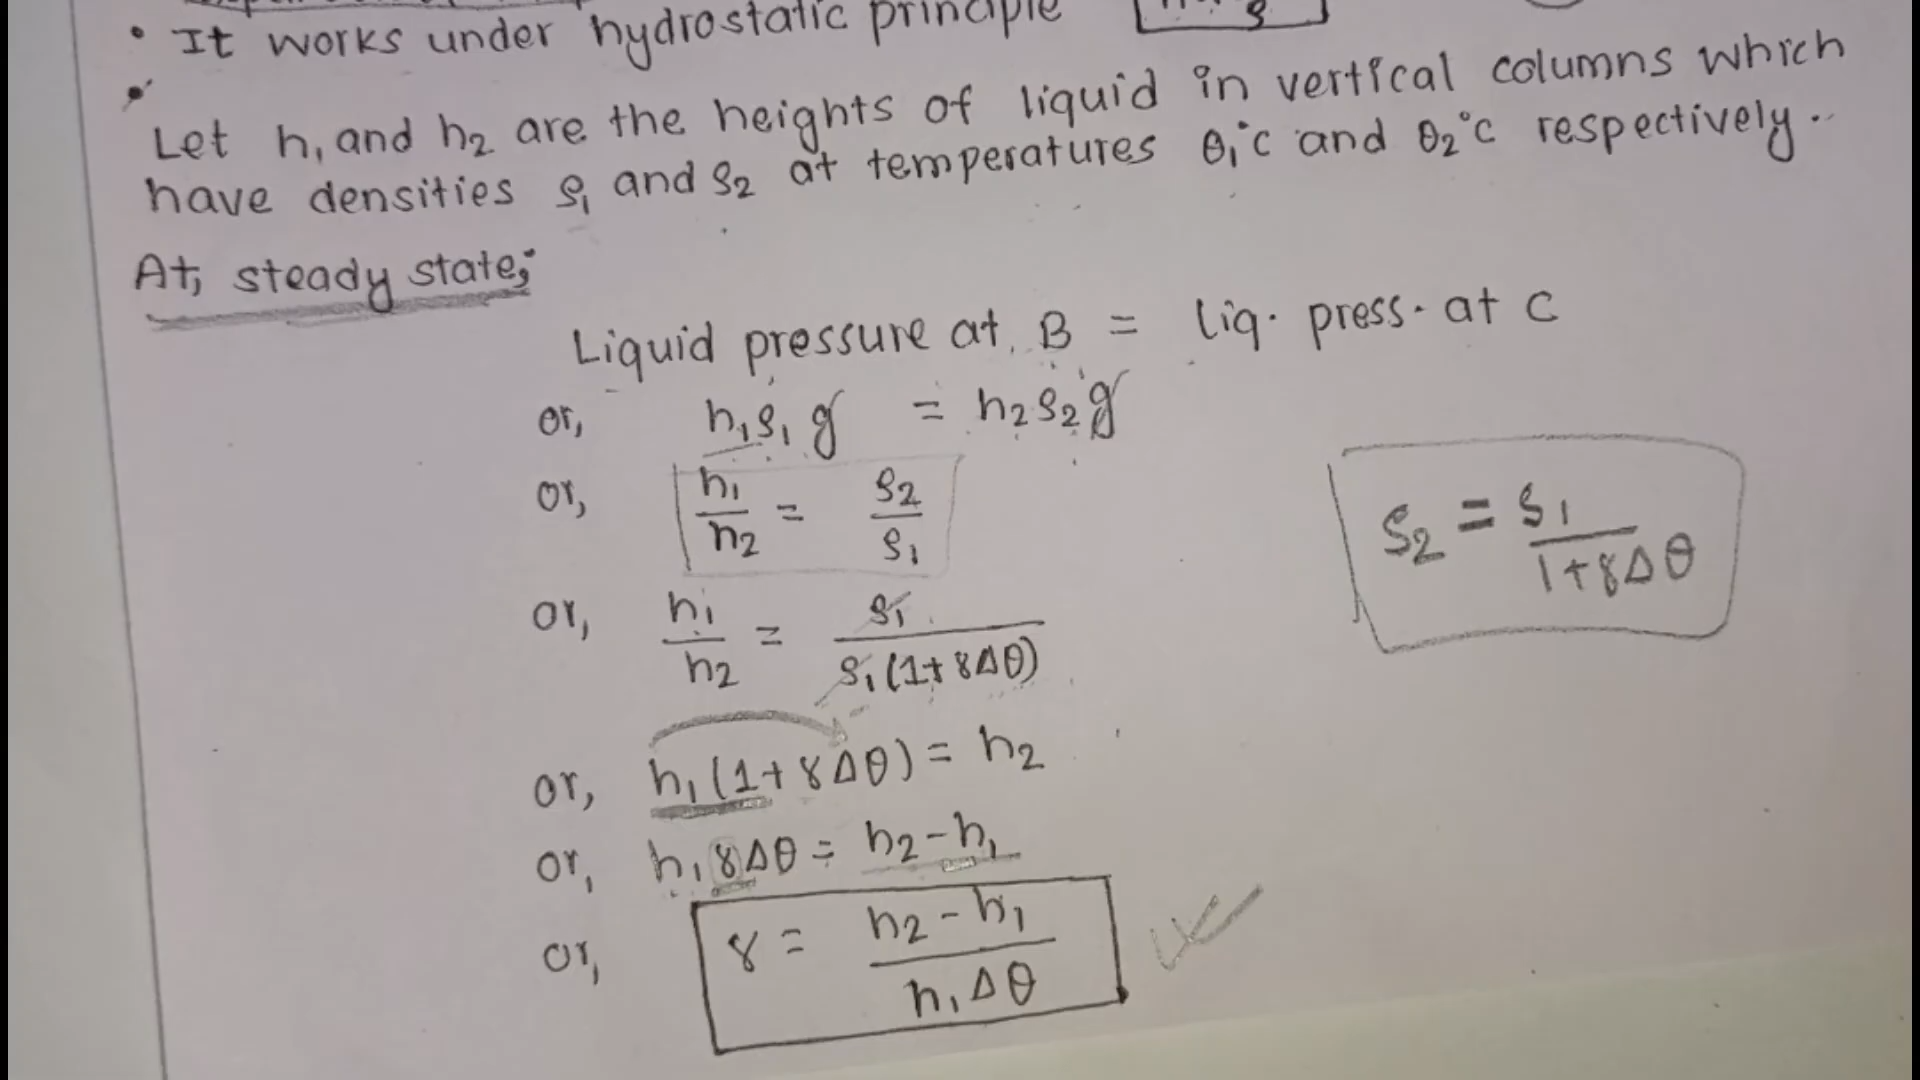 • It works under hydrostatic principle
• Let h₁ and h₂ are the heights of liquid in vertical columns which
have densities ρ₁ and ρ₂ at temperatures θ₁°c and θ₂°c respectively.
At, steady state,
Liquid pressure at B = liq. press. at C
or, h₁ρ₁g = h₂ρ₂g
or, h₁/h₂ = ρ₂/ρ₁
ρ₂ = ρ₁/1+γΔθ
or, h₁/h₂ = ρ₁/ρ₁(1+γΔθ)
or, h₁(1+γΔθ) = h₂
or, h₁γΔθ = h₂-h₁
or, γ = h₂-h₁/h₁Δθ